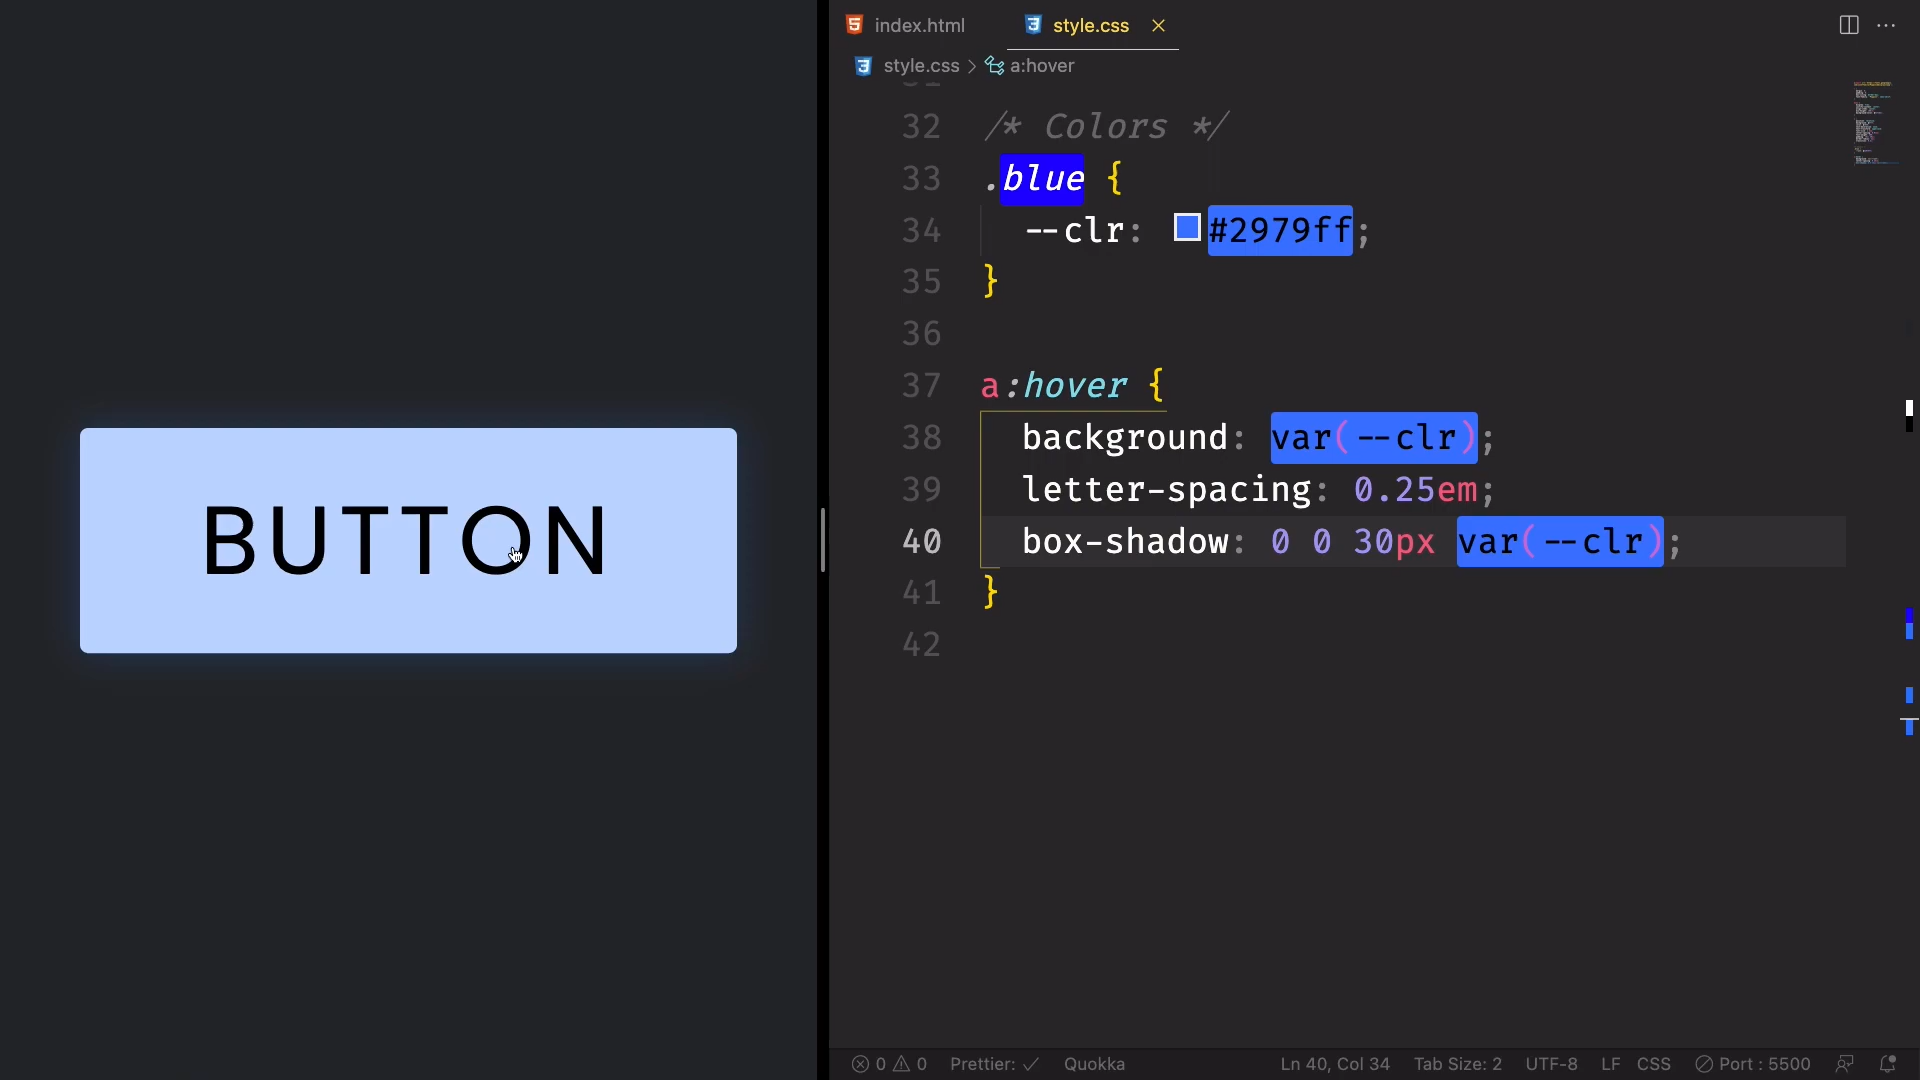 BUTTON
index.html
style.css
style.css > a:hover
32 /* Colors */
33 .blue {
34 --clr: #2979ff;
35 }
36
37 a:hover {
38 background: var(--clr);
39 letter-spacing: 0.25em;
40 box-shadow: 0 0 30px var(--clr);
41 }
42
0 0 Prettier: ✓ Quokka Ln 40, Col 34 Tab Size: 2 UTF-8 LF CSS Port : 5500